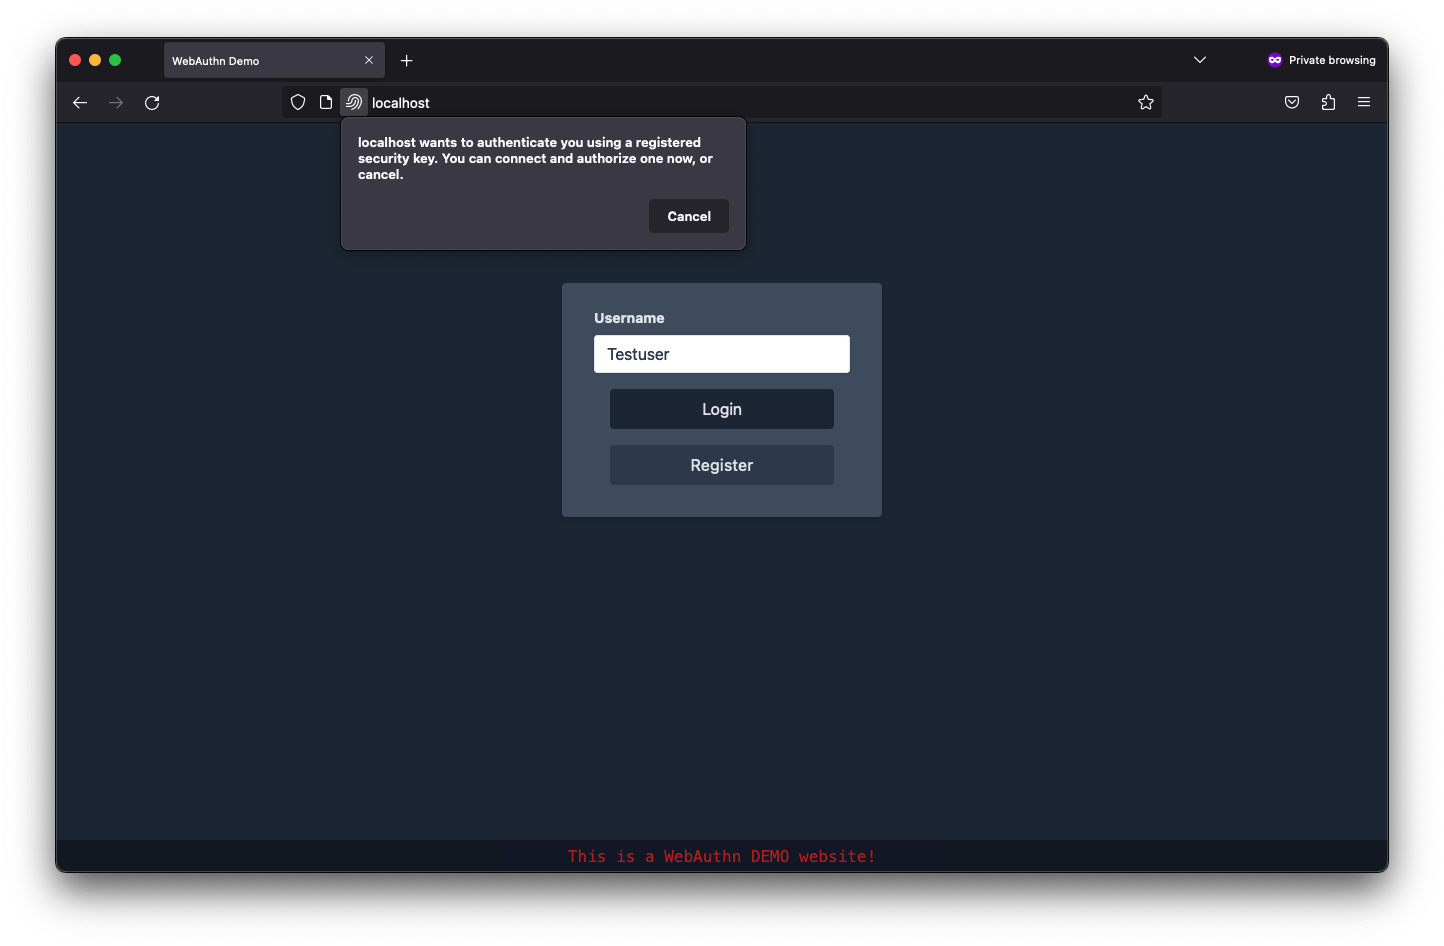 WebAuthn Demo
Private browsing
localhost
localhost wants to authenticate you using a registered
security key. You can connect and authorize one now, or
cancel.
Cancel
Username
Testuser
Login
Register
This is a WebAuthn DEMO website!